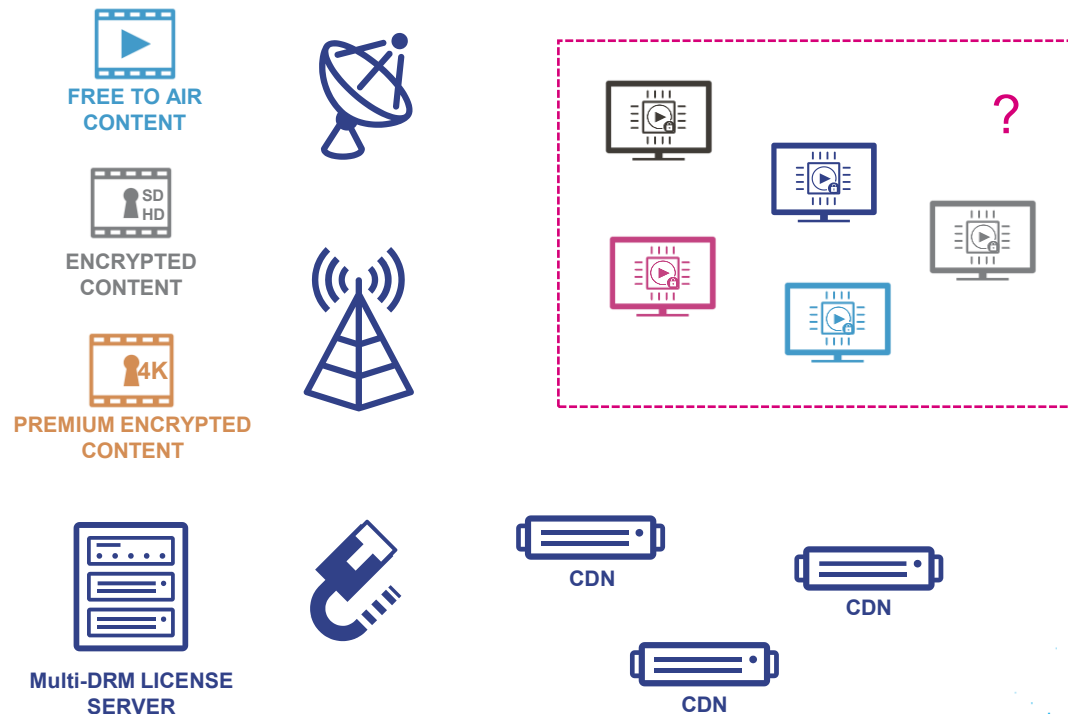 FREE TO AIR
CONTENT
SD
HD
ENCRYPTED
CONTENT
4K
PREMIUM ENCRYPTED
CONTENT
?
Multi-DRM LICENSE
SERVER
CDN
CDN
CDN